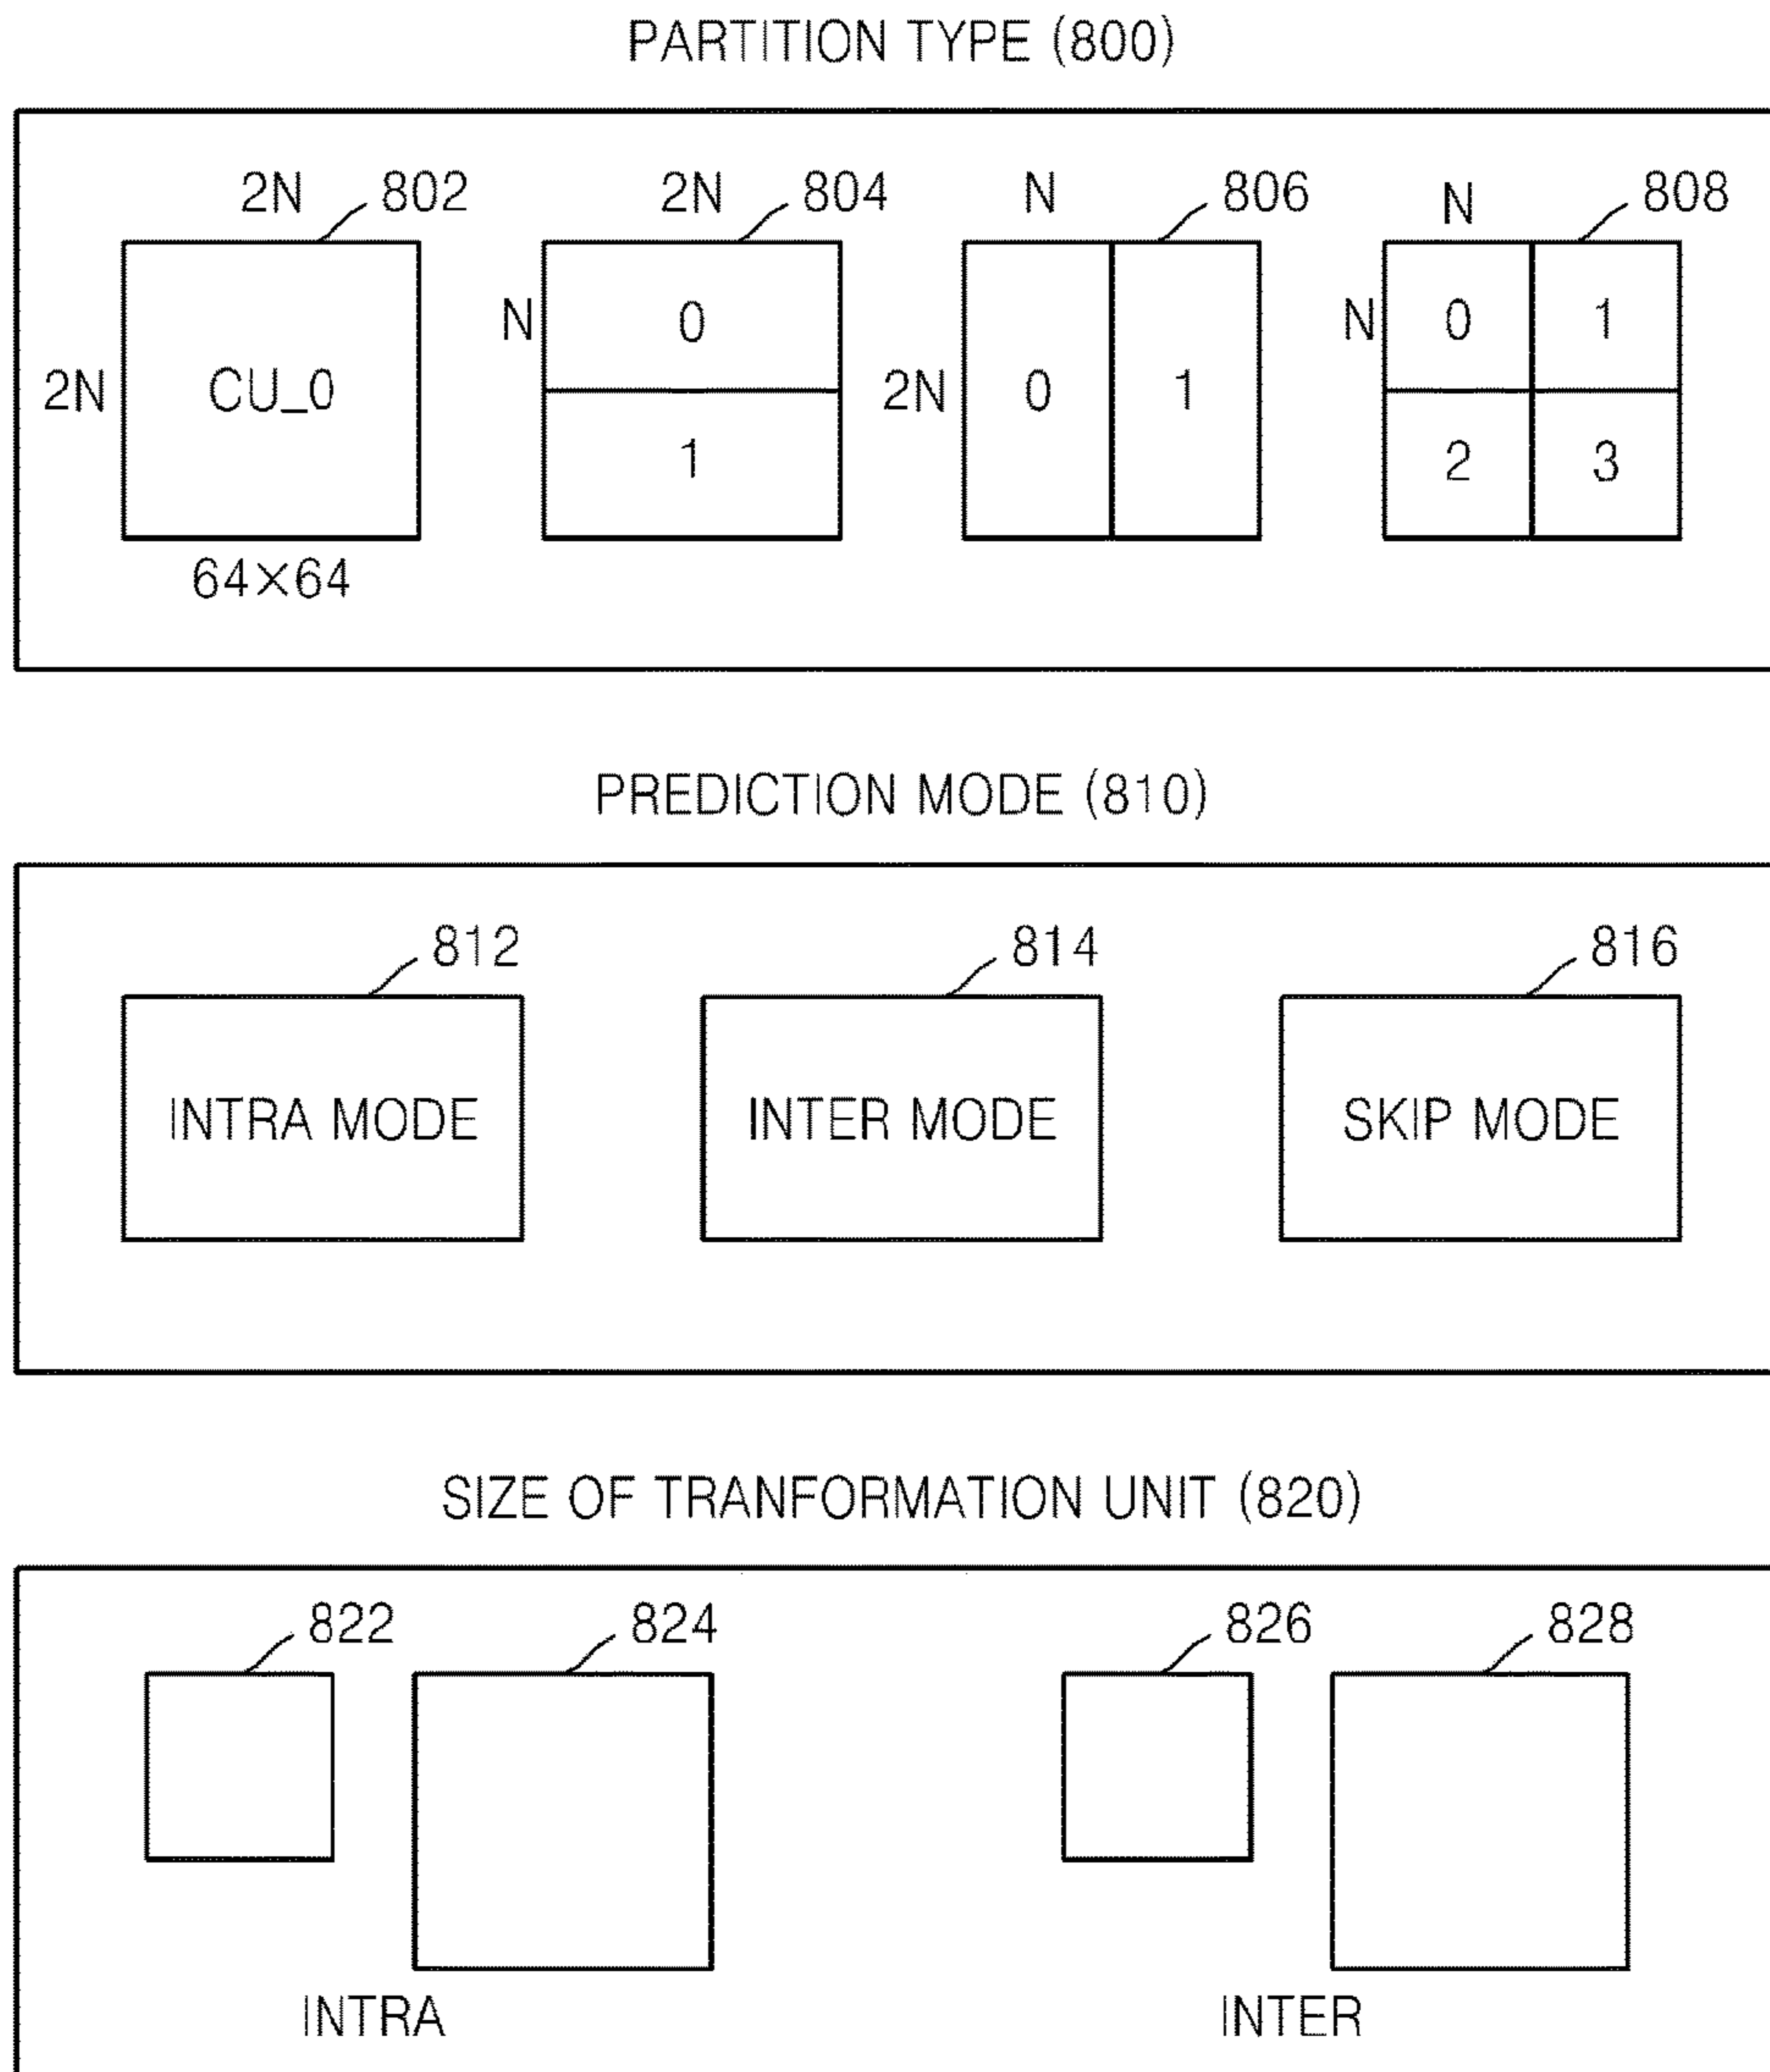 PARTITION TYPE (800)
2N 802 2N 804 N 806 N 808
N 0 N 0 1
2N CU_0 2N 0 1
1 2 3
64×64
PREDICTION MODE (810)
812 814 816
INTRA MODE INTER MODE SKIP MODE
SIZE OF TRANFORMATION UNIT (820)
822 824 826 828
INTRA INTER